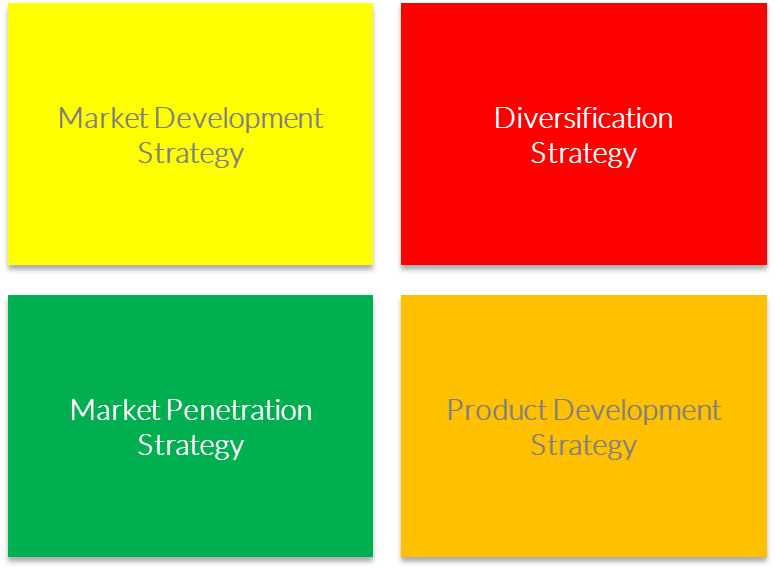 Market Development
Strategy
Diversification
Strategy
Market Penetration
Strategy
Product Development
Strategy